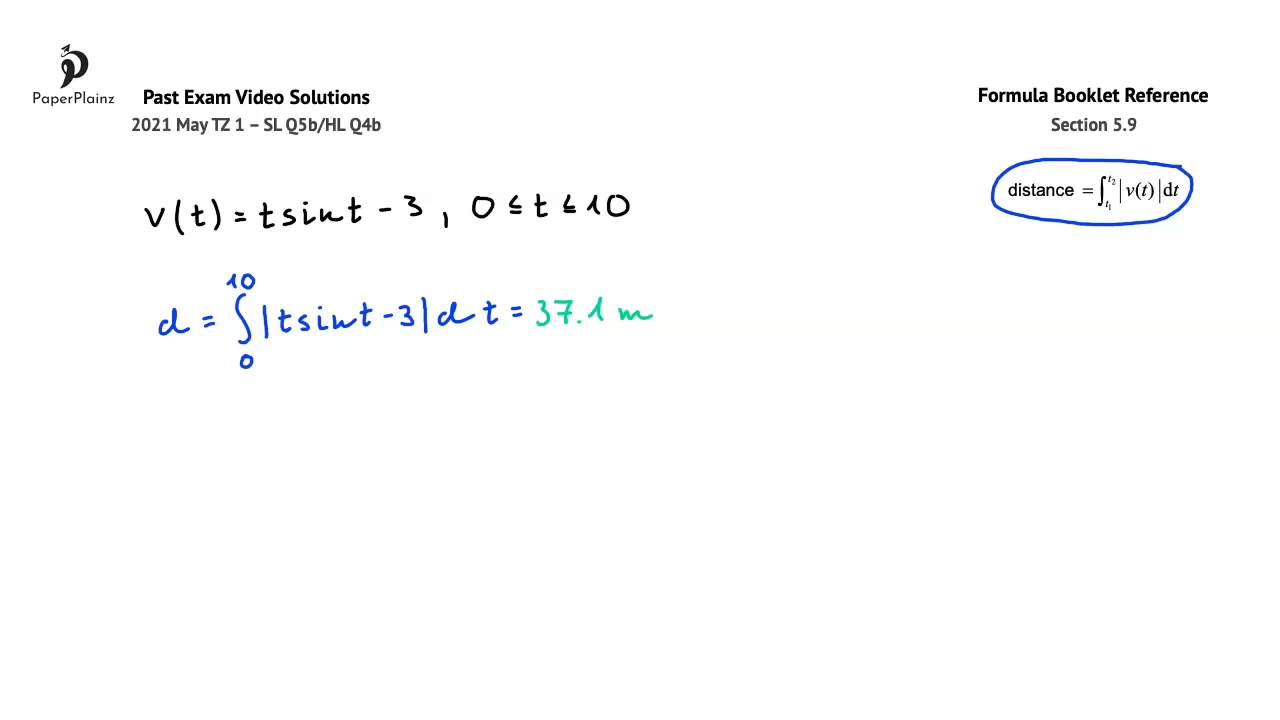 PaperPlainz
Past Exam Video Solutions
2021 May TZ 1 – SL Q5b/HL Q4b
Formula Booklet Reference
Section 5.9
distance = ∫_{t₁}^{t₂} | v(t) | dt
v(t) = t sin t - 3 , 0 ≤ t ≤ 10
d = ∫_{0}^{10} |t sin t - 3| d t = 37.1 m